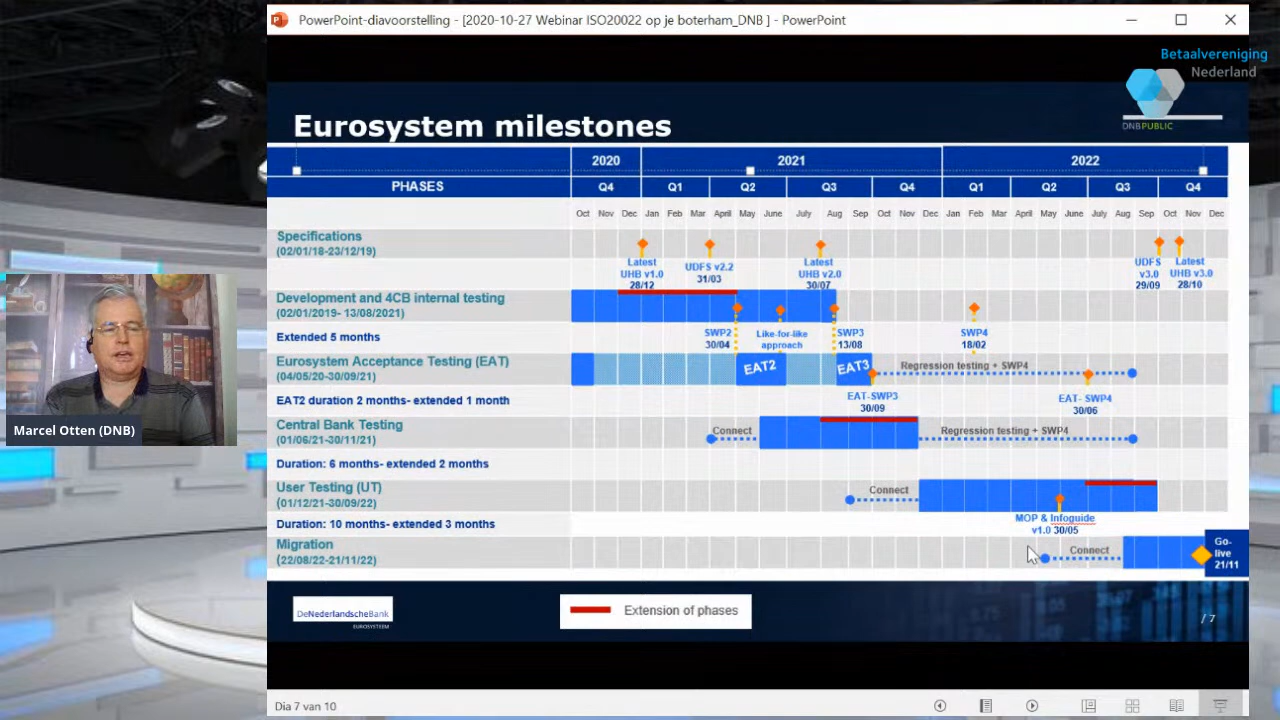 PowerPoint-diavoorstelling - [2020-10-27 Webinar ISO20022 op je boterham_DNB ] - PowerPoint
Betaalvereniging
Nederland
DNBPUBLIC
Eurosystem milestones
2020 2021 2022
PHASES Q4 Q1 Q2 Q3 Q4 Q1 Q2 Q3 Q4
Oct Nov Dec Jan Feb Mar April May June July Aug Sep Oct Nov Dec Jan Feb Mar April May June July Aug Sep Oct Nov Dec
Specifications
(02/01/18-23/12/19)
Latest
UHB v1.0
28/12
UDFS v2.2
31/03
Latest
UHB v2.0
30/07
UDFS
v3.0
29/09
Latest
UHB v3.0
28/10
Development and 4CB internal testing
(02/01/2019- 13/08/2021)
Extended 5 months
SWP2
30/04
Like-for-like
approach
SWP3
13/08
SWP4
18/02
Eurosystem Acceptance Testing (EAT)
(04/05/20-30/09/21)
EAT2
EAT3
Regression testing + SWP4
EAT2 duration 2 months- extended 1 month
EAT-SWP3
30/09
EAT- SWP4
30/06
Central Bank Testing
(01/06/21-30/11/21)
Connect
Regression testing + SWP4
Duration: 6 months- extended 2 months
User Testing (UT)
(01/12/21-30/09/22)
Connect
Duration: 10 months- extended 3 months
MOP & Infoguide
v1.0 30/05
Migration
(22/08/22-21/11/22)
Connect
Go-
live
21/11
Marcel Otten (DNB)
DeNederlandscheBank
EUROSYSTEEM
Extension of phases
/ 7
Dia 7 van 10